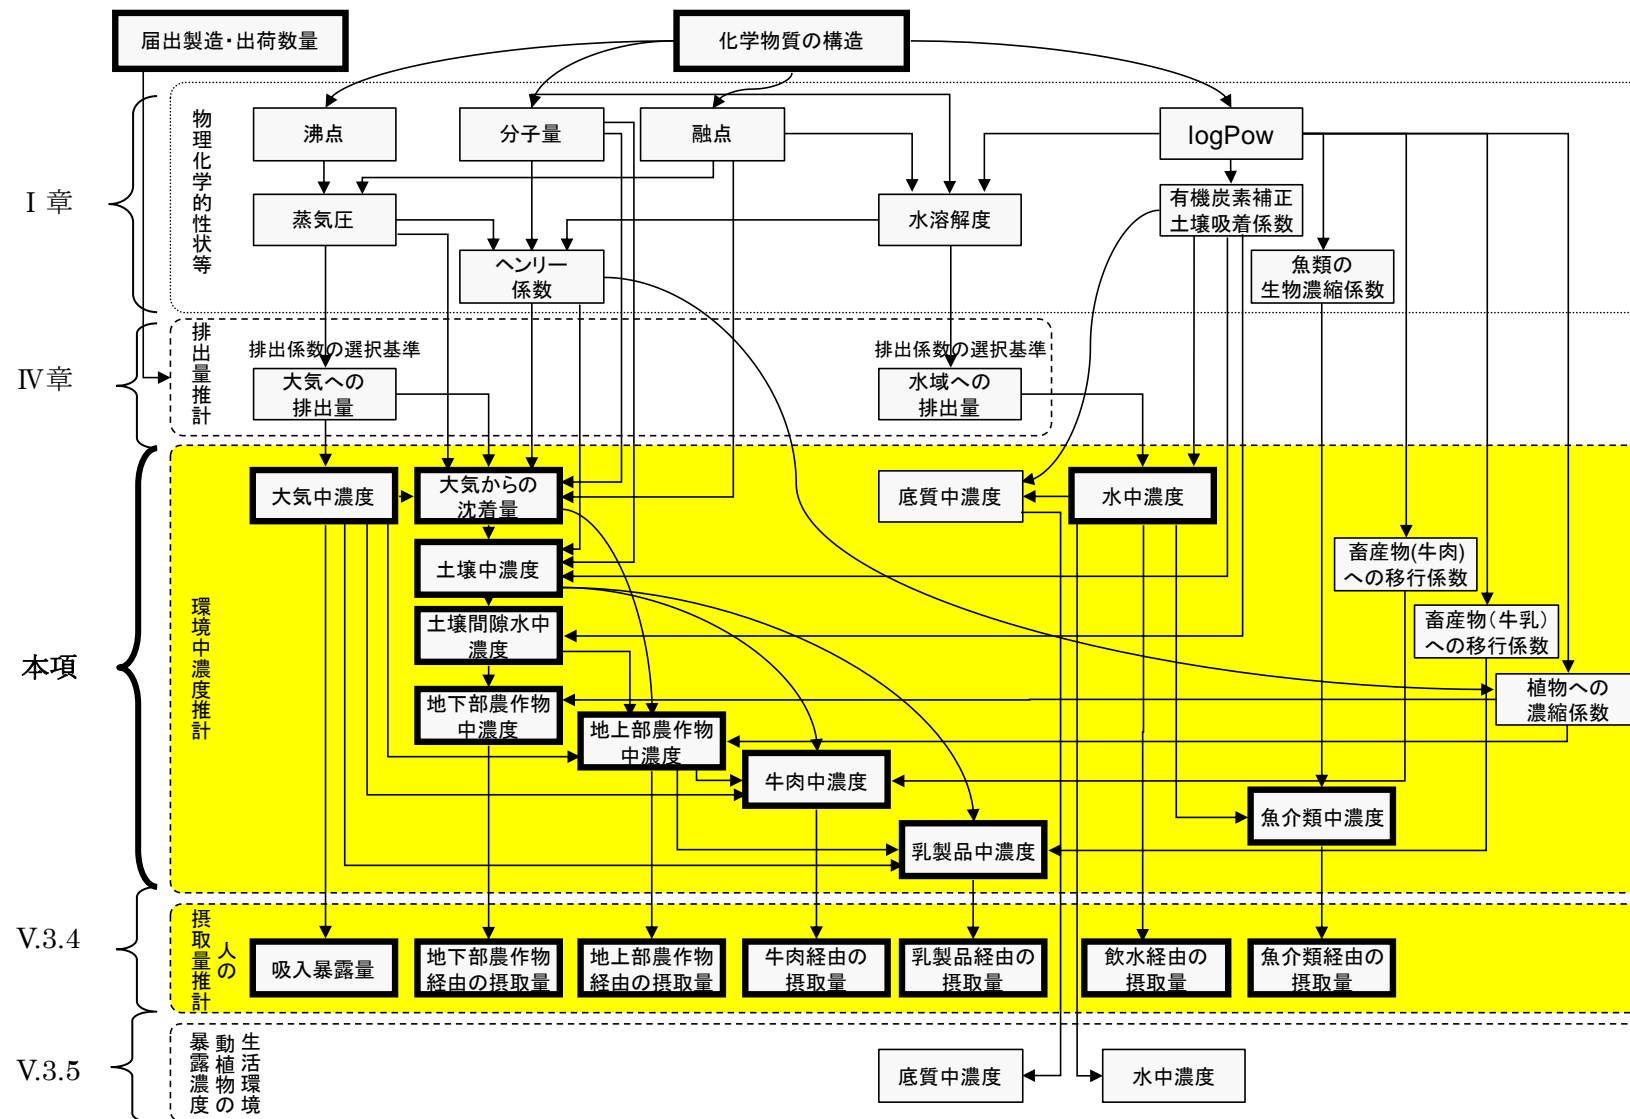 届出製造・出荷数量
化学物質の構造
Ⅰ 章
物理化学的性状等
沸点
分子量
融点
logPow
蒸気圧
水溶解度
有機炭素補正
土壌吸着係数
ヘンリー
係数
魚類の
生物濃縮係数
Ⅳ章
排出量推計
排出係数の選択基準
大気への
排出量
排出係数の選択基準
水域への
排出量
本項
環境中濃度推計
大気中濃度
大気からの
沈着量
底質中濃度
水中濃度
土壌中濃度
畜産物(牛肉)
への移行係数
土壌間隙水中
濃度
畜産物(牛乳)
への移行係数
地下部農作物
中濃度
植物への
濃縮係数
地上部農作物
中濃度
牛肉中濃度
魚介類中濃度
乳製品中濃度
V.3.4
人の
摂取量推計
吸入暴露量
地下部農作物
経由の摂取量
地上部農作物
経由の摂取量
牛肉経由の
摂取量
乳製品経由の
摂取量
飲水経由の
摂取量
魚介類経由の
摂取量
V.3.5
生活環境
動植物の
暴露濃度
底質中濃度
水中濃度